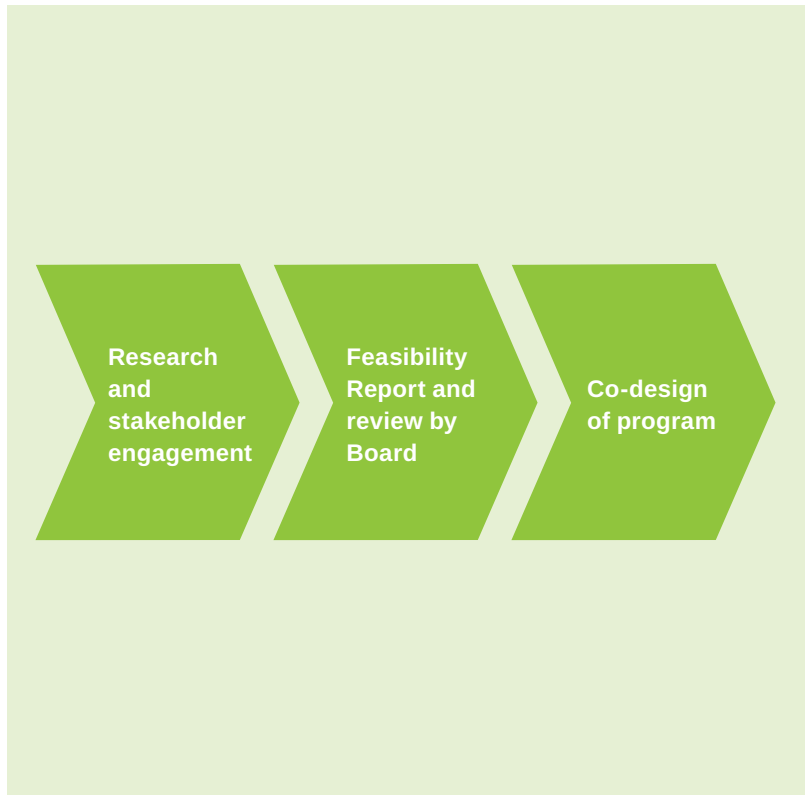 Research
and
stakeholder
engagement
Feasibility
Report and
review by
Board
Co-design
of program